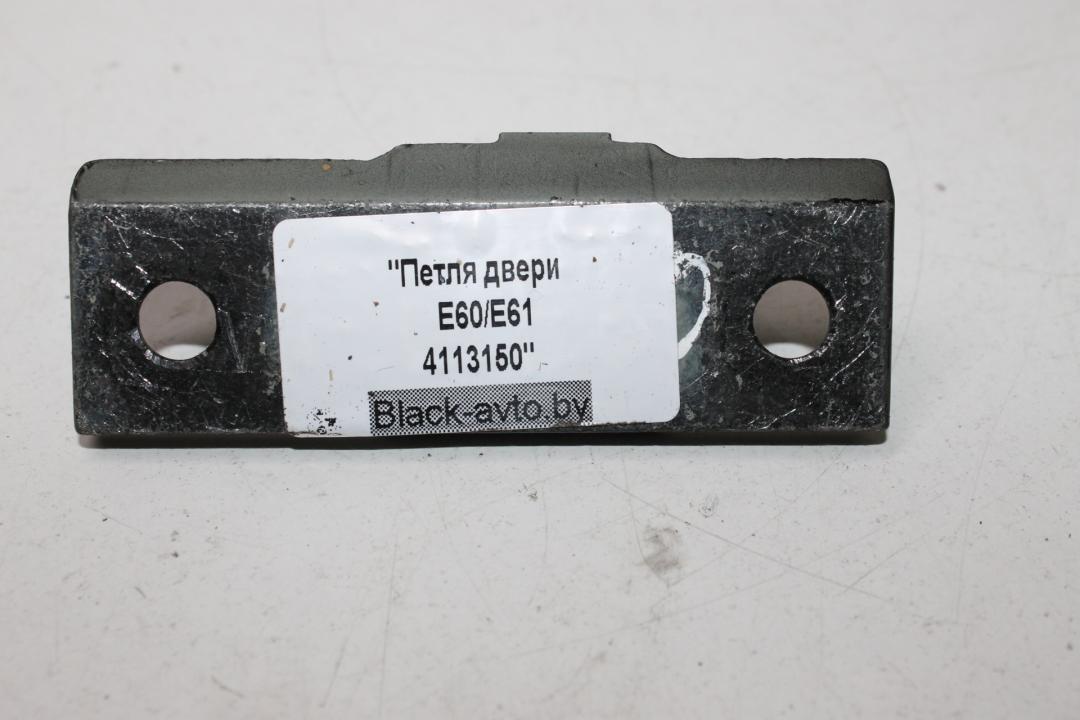 "Петля двери
E60/E61
4113150"
Black-avto.by